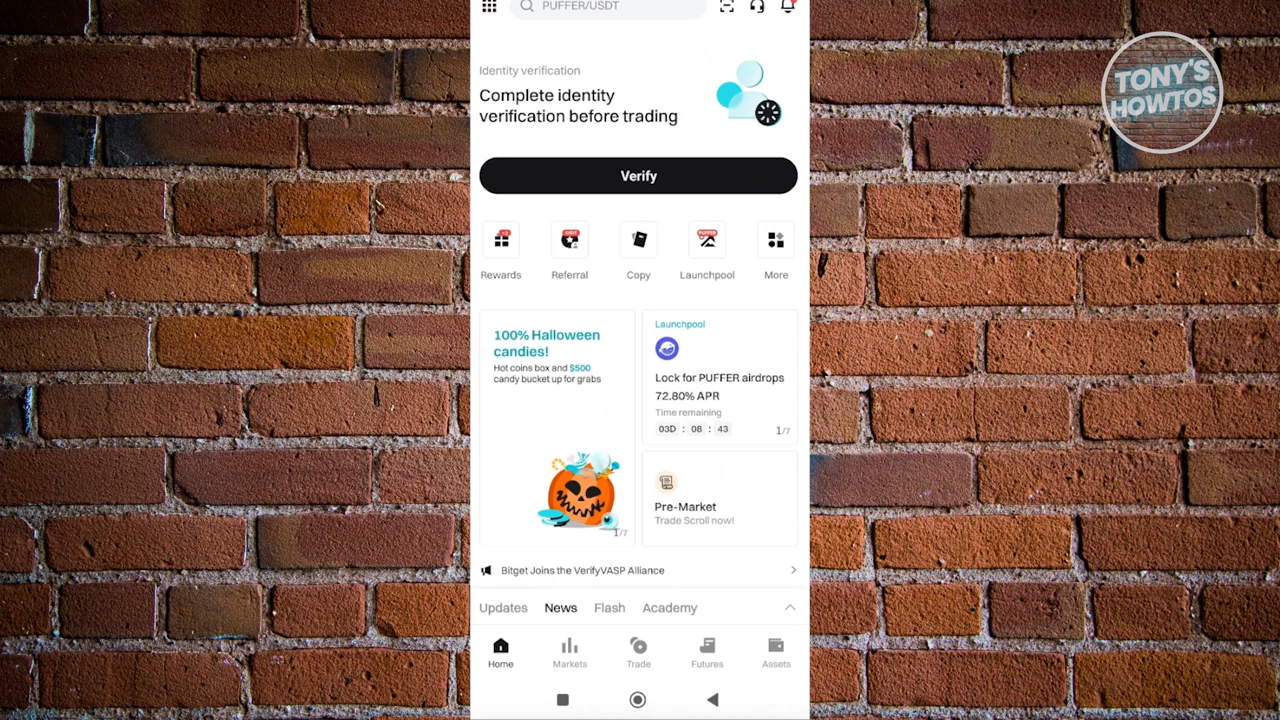 PUFFER/USDT
TONY'S
HOWTOS
Identity verification
Complete identity
verification before trading
Verify
Rewards
Referral
Copy
PUFFER
Launchpool
More
100% Halloween
candies!
Hot coins box and $500
candy bucket up for grabs
1/7
Launchpool
Lock for PUFFER airdrops
72.80% APR
Time remaining
03D : 08 : 43
1/7
Pre-Market
Trade Scroll now!
Bitget Joins the VerifyVASP Alliance
Updates News Flash Academy
Home Markets Trade Futures Assets